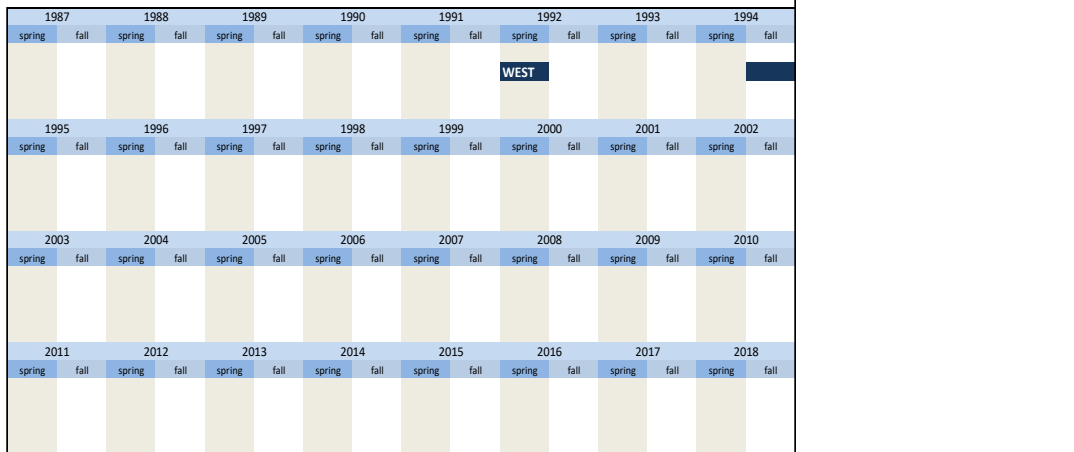 1987 1988 1989 1990 1991 1992 1993 1994
spring fall spring fall spring fall spring fall spring fall spring fall spring fall spring fall
WEST
1995 1996 1997 1998 1999 2000 2001 2002
spring fall spring fall spring fall spring fall spring fall spring fall spring fall spring fall
2003 2004 2005 2006 2007 2008 2009 2010
spring fall spring fall spring fall spring fall spring fall spring fall spring fall spring fall
2011 2012 2013 2014 2015 2016 2017 2018
spring fall spring fall spring fall spring fall spring fall spring fall spring fall spring fall